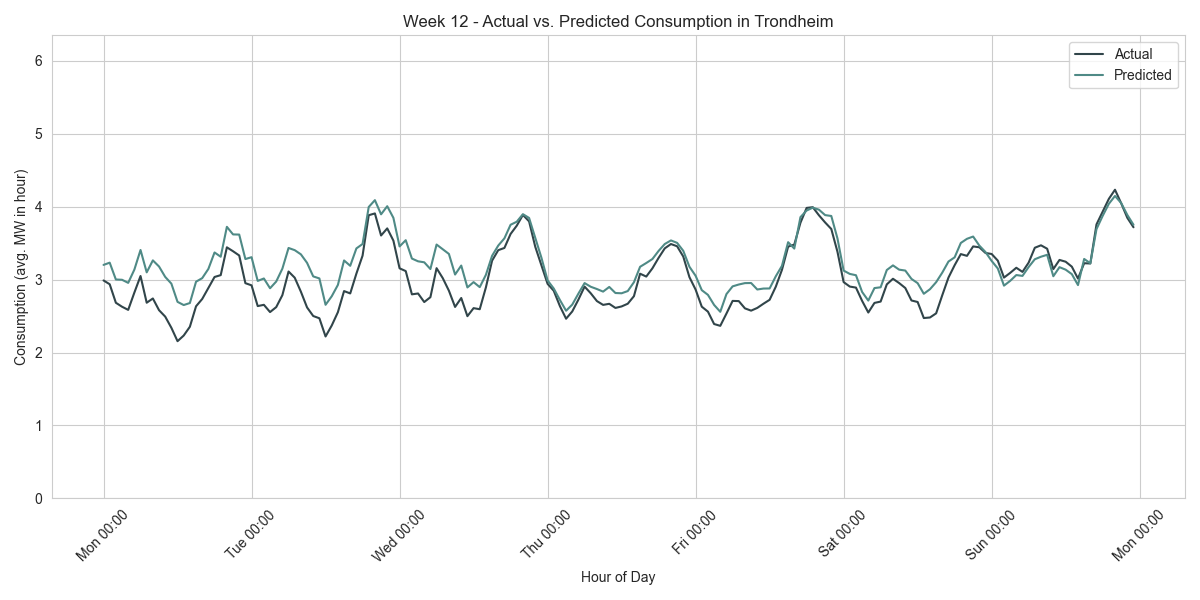 Week 12 - Actual vs. Predicted Consumption in Trondheim
Actual
Predicted
Consumption (avg. MW in hour)
6
5
4
3
2
1
0
Mon 00:00
Tue 00:00
Wed 00:00
Thu 00:00
Fri 00:00
Sat 00:00
Sun 00:00
Mon 00:00
Hour of Day